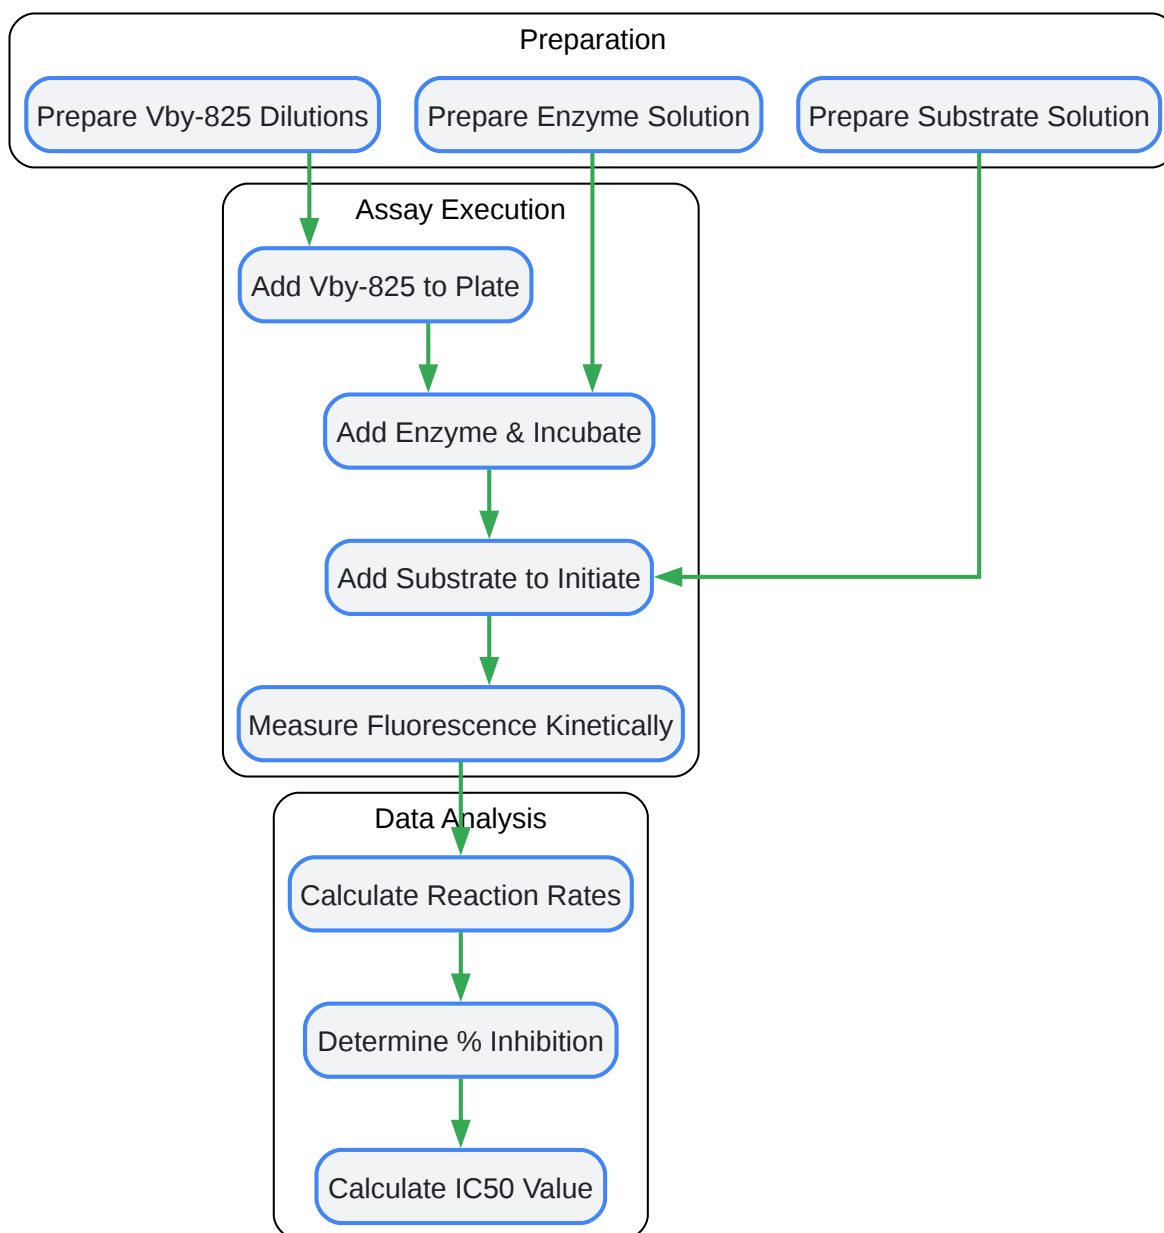 Preparation
Prepare Vby-825 Dilutions
Prepare Enzyme Solution
Prepare Substrate Solution
Assay Execution
Add Vby-825 to Plate
Add Enzyme & Incubate
Add Substrate to Initiate
Measure Fluorescence Kinetically
Data Analysis
Calculate Reaction Rates
Determine % Inhibition
Calculate IC50 Value